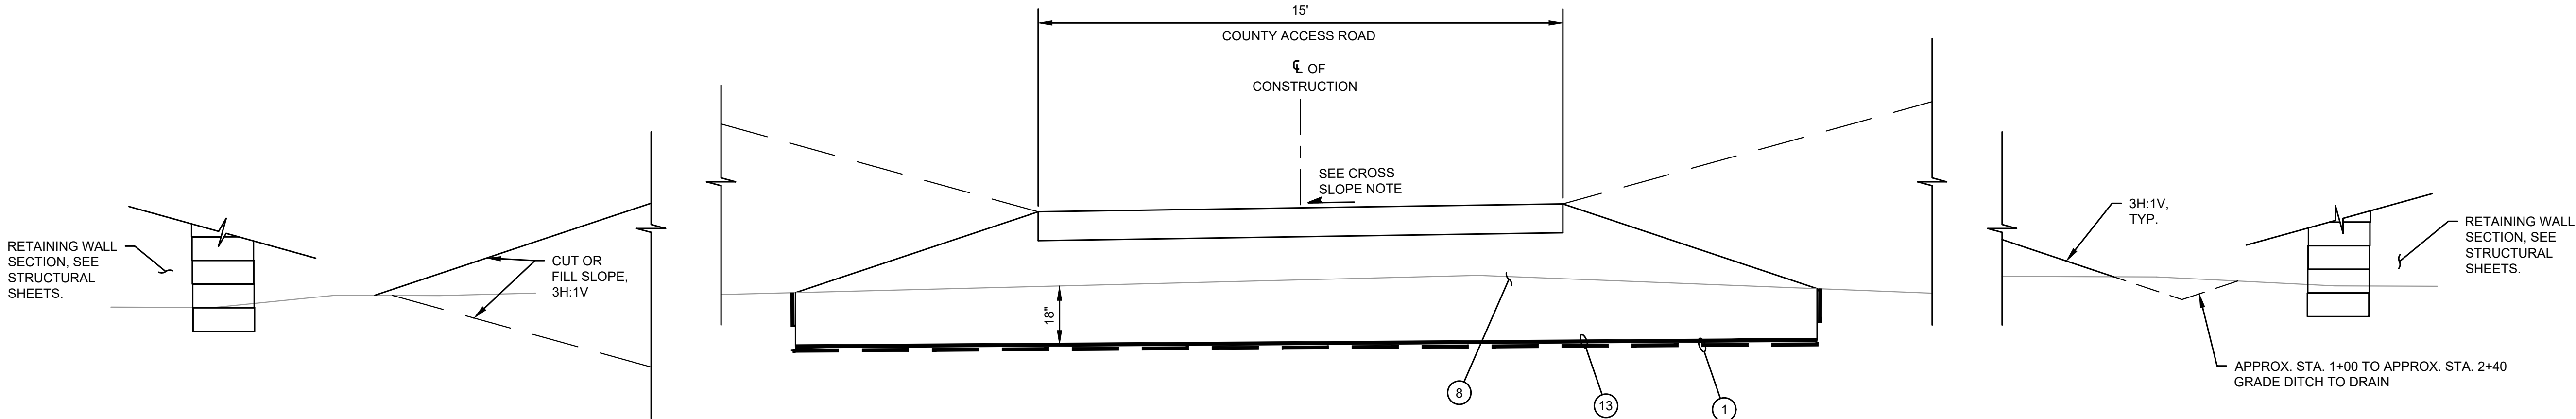 15'
COUNTY ACCESS ROAD
℄ OF
CONSTRUCTION
SEE CROSS
SLOPE NOTE
RETAINING WALL
SECTION, SEE
STRUCTURAL
SHEETS.
CUT OR
FILL SLOPE,
3H:1V
18"
3H:1V,
TYP.
RETAINING WALL
SECTION, SEE
STRUCTURAL
SHEETS.
APPROX. STA. 1+00 TO APPROX. STA. 2+40
GRADE DITCH TO DRAIN
8
13
1